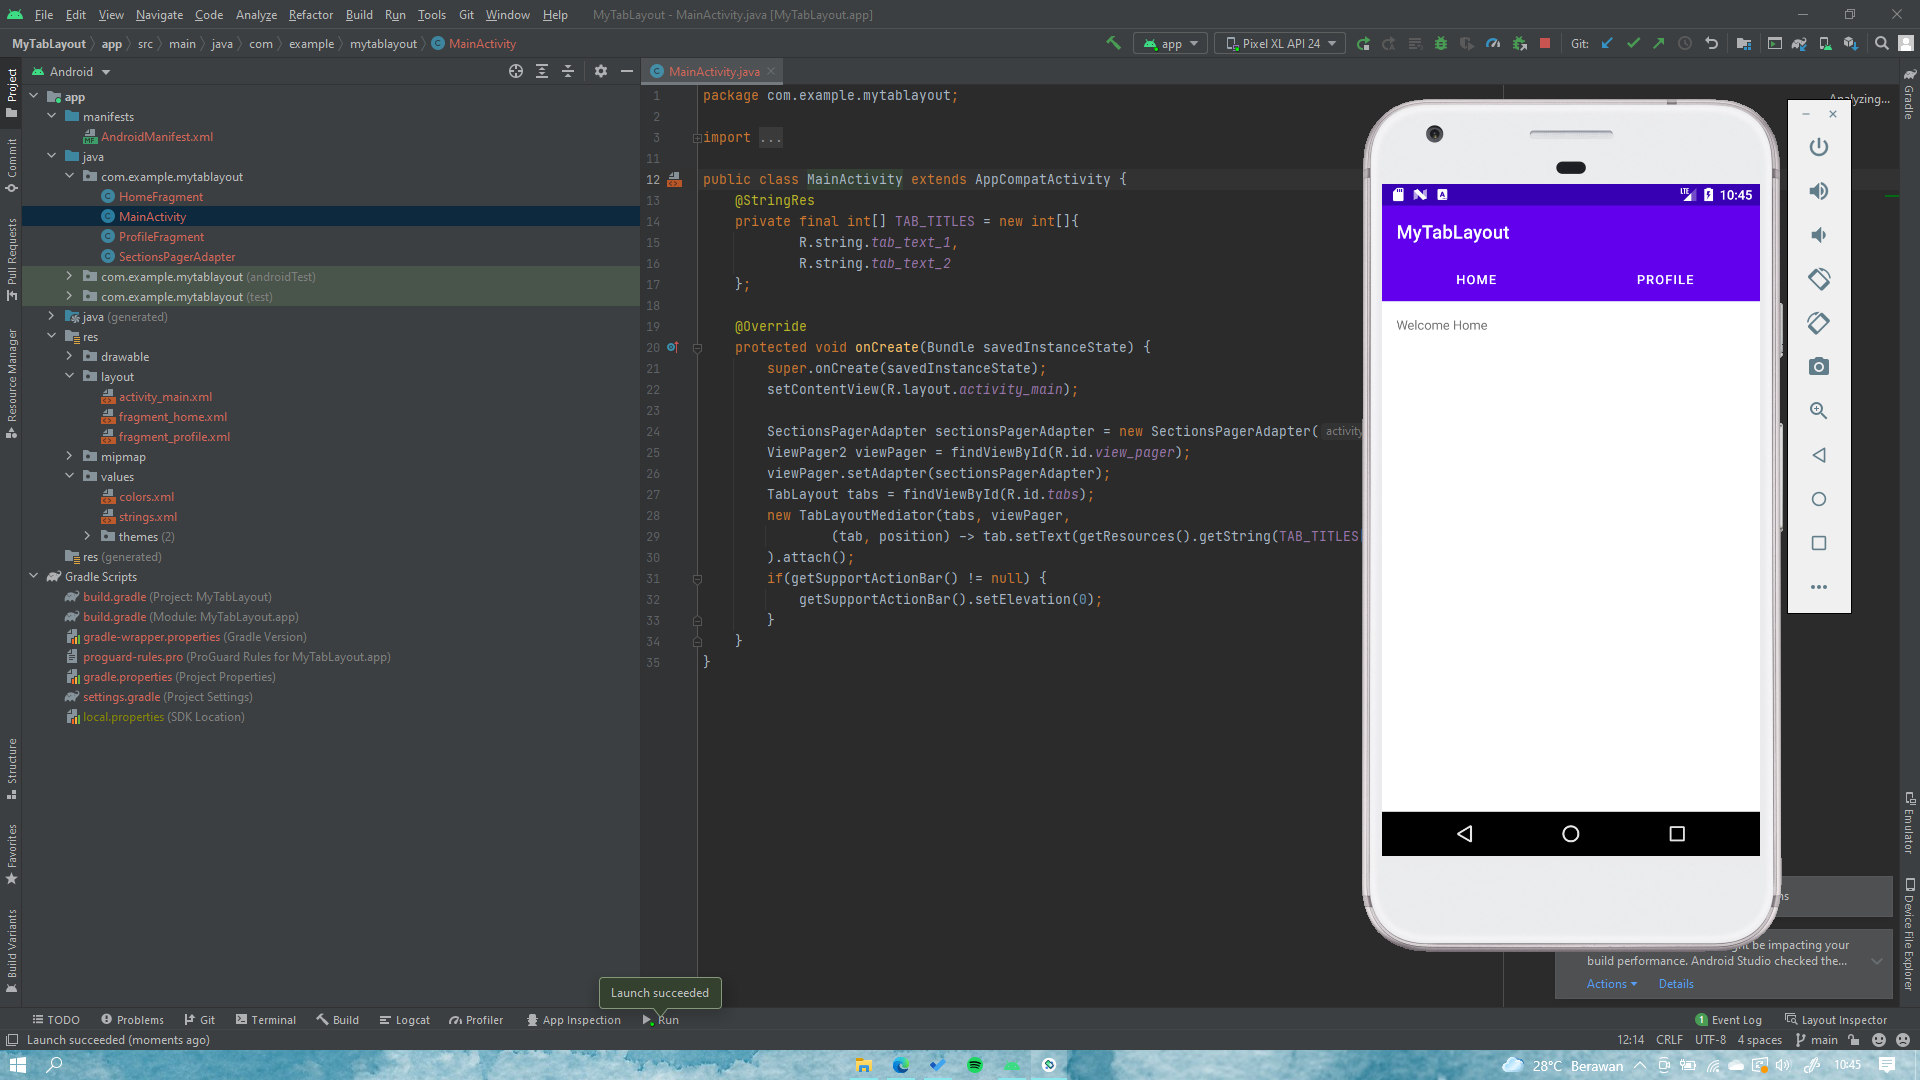 File Edit View Navigate Code Analyze Refactor Build Run Tools Git Window Help MyTabLayout - MainActivity.java [MyTabLayout.app]
MyTabLayout app src main java com example mytablayout MainActivity app Pixel XL API 24 Git:
Project
Commit
Pull Requests
Resource Manager
Structure
Favorites
Build Variants
Android
app
manifests
AndroidManifest.xml
java
com.example.mytablayout
HomeFragment
MainActivity
ProfileFragment
SectionsPagerAdapter
com.example.mytablayout (androidTest)
com.example.mytablayout (test)
java (generated)
res
drawable
layout
activity_main.xml
fragment_home.xml
fragment_profile.xml
mipmap
values
colors.xml
strings.xml
themes (2)
res (generated)
Gradle Scripts
build.gradle (Project: MyTabLayout)
build.gradle (Module: MyTabLayout.app)
gradle-wrapper.properties (Gradle Version)
proguard-rules.pro (ProGuard Rules for MyTabLayout.app)
gradle.properties (Project Properties)
settings.gradle (Project Settings)
local.properties (SDK Location)
MainActivity.java
1 package com.example.mytablayout;
2
3 import ...
11
12 public class MainActivity extends AppCompatActivity {
13 @StringRes
14 private final int[] TAB_TITLES = new int[]{
15 R.string.tab_text_1,
16 R.string.tab_text_2
17 };
18
19 @Override
20 protected void onCreate(Bundle savedInstanceState) {
21 super.onCreate(savedInstanceState);
22 setContentView(R.layout.activity_main);
23
24 SectionsPagerAdapter sectionsPagerAdapter = new SectionsPagerAdapter( activity
25 ViewPager2 viewPager = findViewById(R.id.view_pager);
26 viewPager.setAdapter(sectionsPagerAdapter);
27 TabLayout tabs = findViewById(R.id.tabs);
28 new TabLayoutMediator(tabs, viewPager,
29 (tab, position) -> tab.setText(getResources().getString(TAB_TITLES
30 ).attach();
31 if(getSupportActionBar() != null) {
32 getSupportActionBar().setElevation(0);
33 }
34 }
35 }
Analyzing...
LTE 10:45
MyTabLayout
HOME PROFILE
Welcome Home
Gradle
Emulator
Device File Explorer
ns
ht be impacting your
build performance. Android Studio checked the...
Actions Details
Launch succeeded
TODO Problems Git Terminal Build Logcat Profiler App Inspection Run 1 Event Log Layout Inspector
Launch succeeded (moments ago) 12:14 CRLF UTF-8 4 spaces main
28°C Berawan 10:45